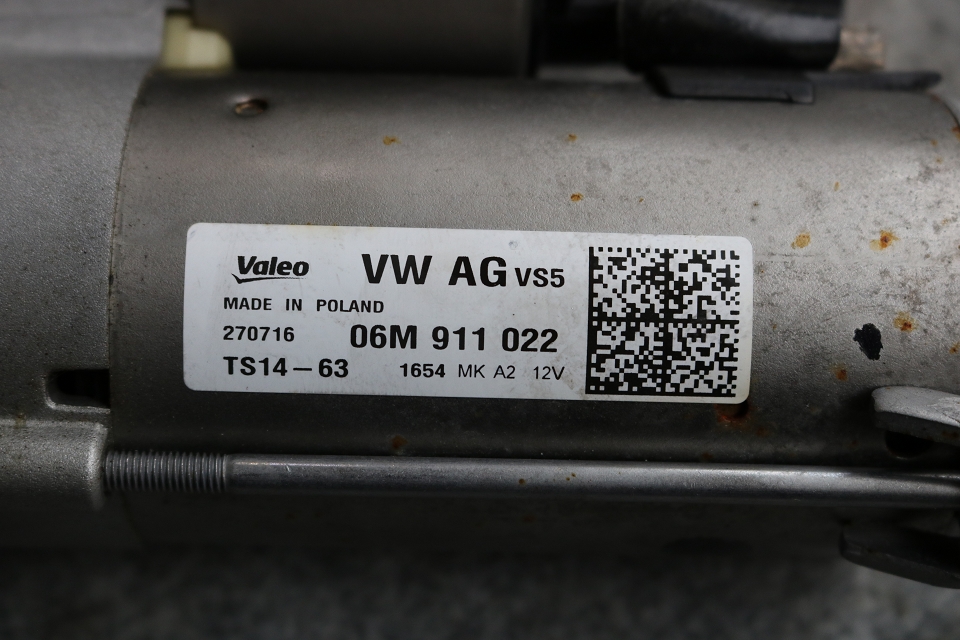 Valeo VW AG VS5
MADE IN POLAND
270716 06M 911 022
TS14-63 1654 MK A2 12V